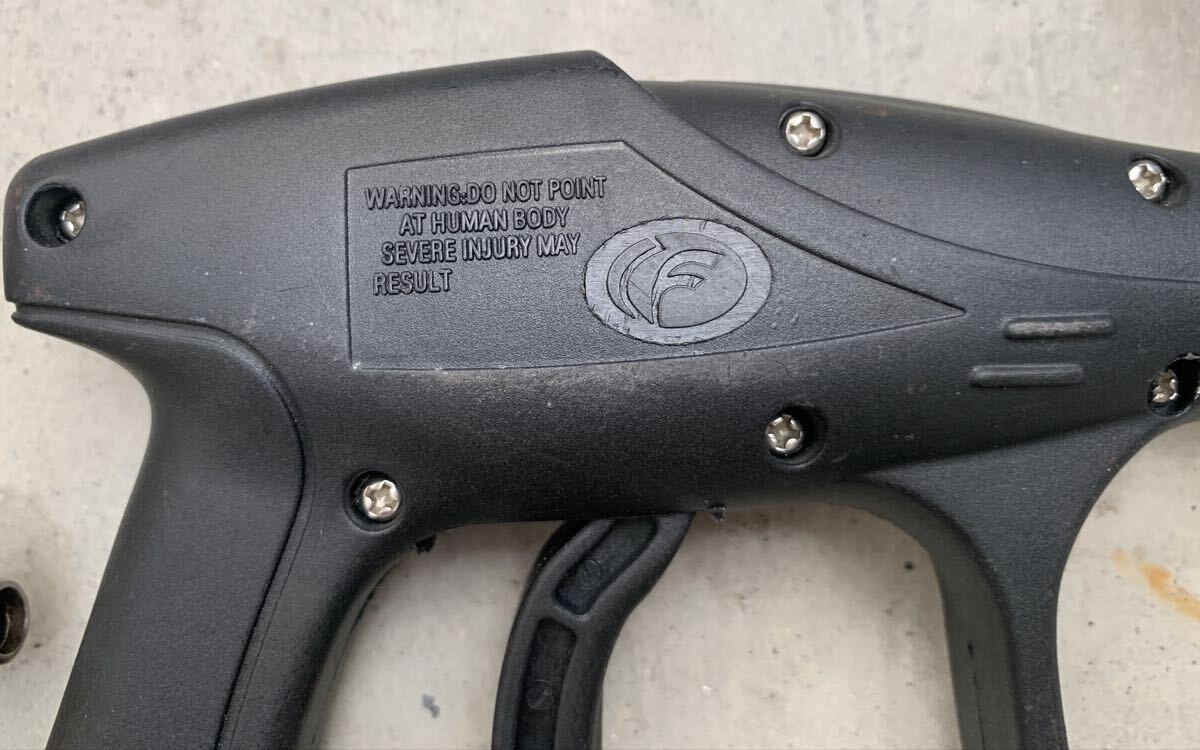 WARNING:DO NOT POINT
AT HUMAN BODY
SEVERE INJURY MAY
RESULT